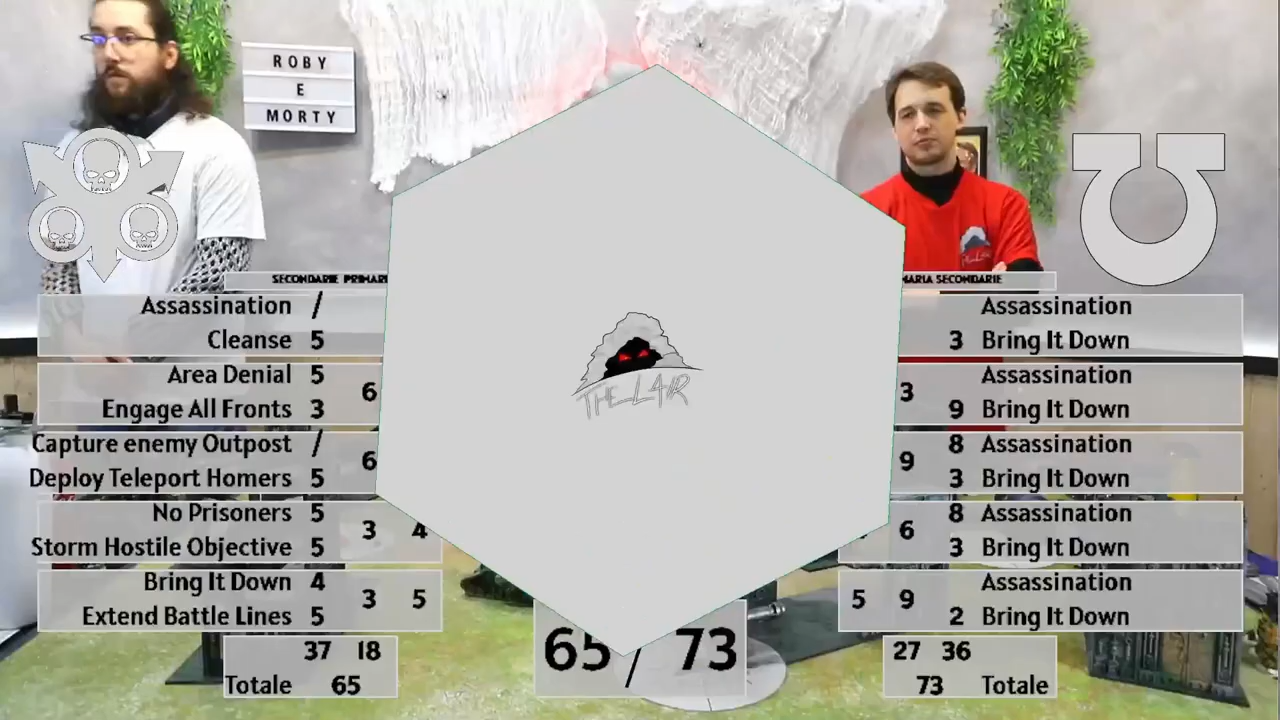 ROBY
E
MORTY
SECONDARIE PRIMARI
MARIA SECONDARIE
Assassination /
Cleanse 5
Area Denial 5
Engage All Fronts 3
6
Capture enemy Outpost /
Deploy Teleport Homers 5
6
No Prisoners 5
Storm Hostile Objective 5
3 4
Bring It Down 4
Extend Battle Lines 5
3 5
37 18
Totale 65
65 / 73
Assassination
3 Bring It Down
3
Assassination
9 Bring It Down
9
8 Assassination
3 Bring It Down
6
8 Assassination
3 Bring It Down
5 9
Assassination
2 Bring It Down
27 36
73 Totale
THE LAIR